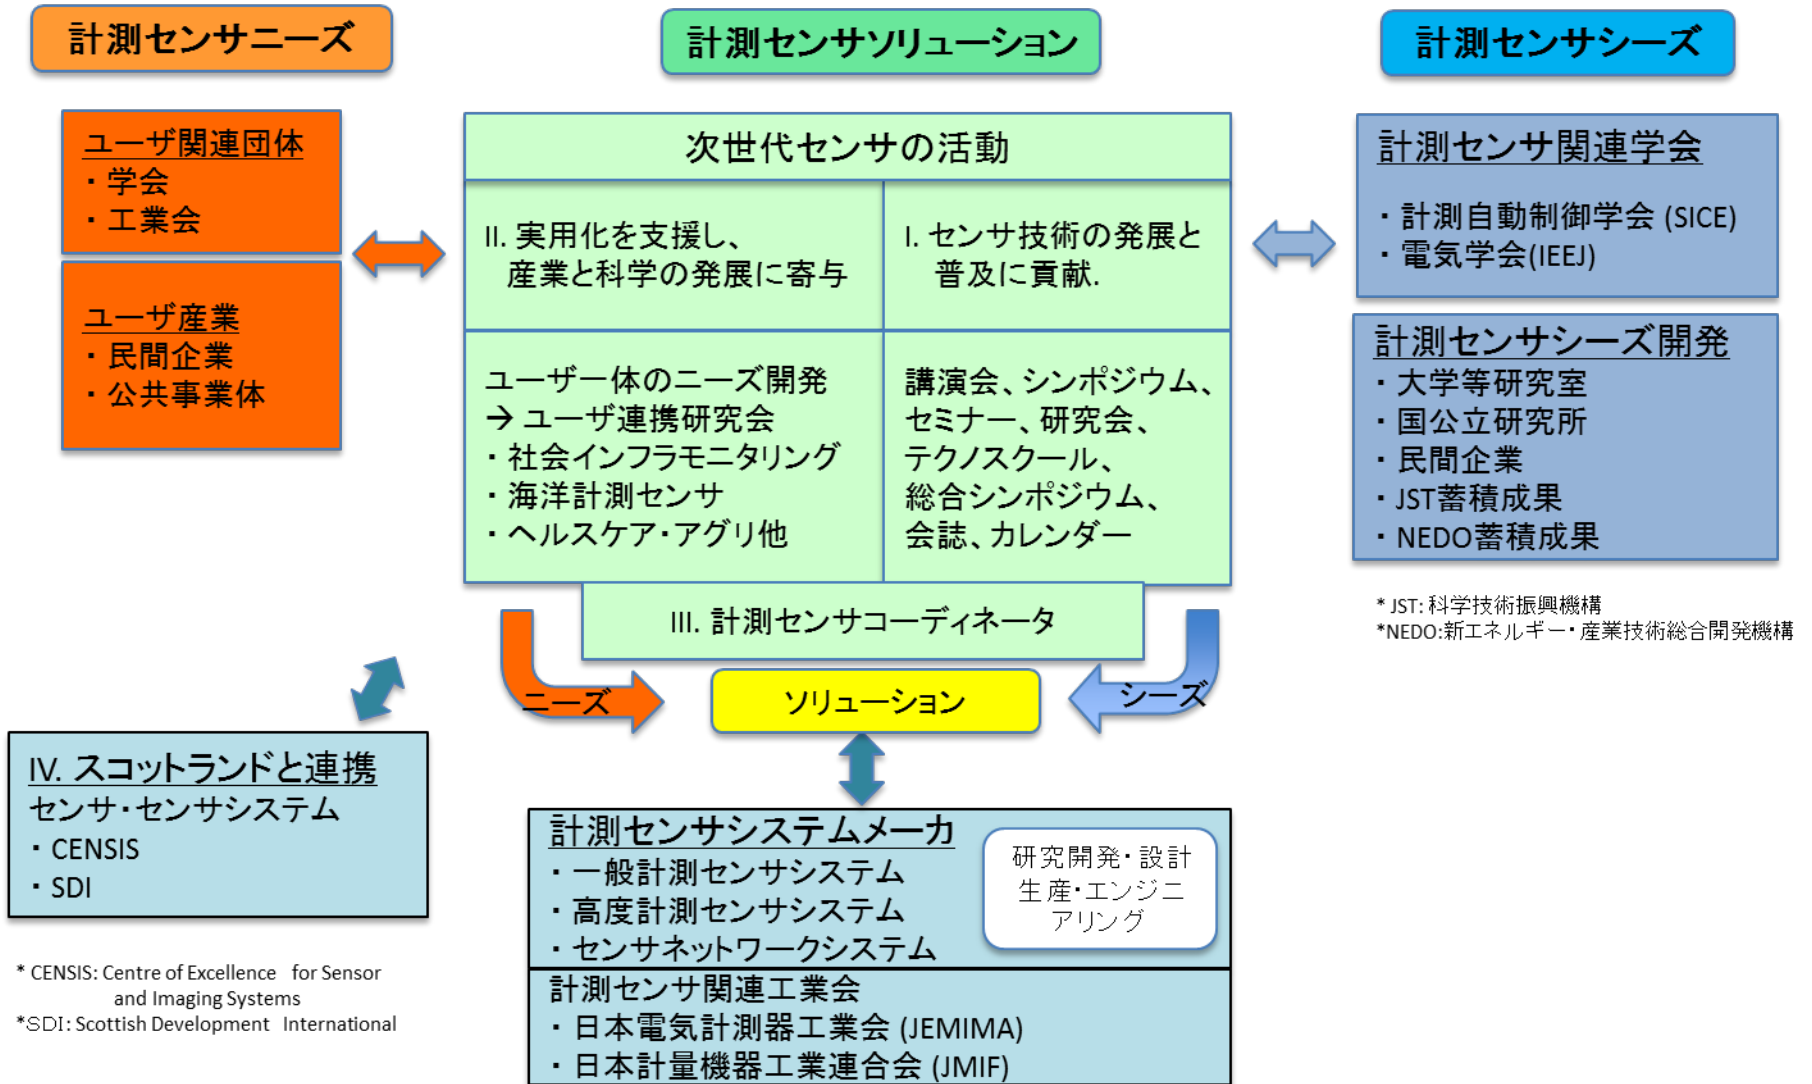 計測センサニーズ
計測センサソリューション
計測センサシーズ
ユーザ関連団体
・学会
・工業会
ユーザ産業
・民間企業
・公共事業体
次世代センサの活動
II. 実用化を支援し、
産業と科学の発展に寄与
I. センサ技術の発展と
普及に貢献.
ユーザー体のニーズ開発
→ ユーザ連携研究会
・社会インフラモニタリング
・海洋計測センサ
・ヘルスケア・アグリ他
講演会、シンポジウム、
セミナー、研究会、
テクノスクール、
総合シンポジウム、
会誌、カレンダー
III. 計測センサコーディネータ
ニーズ
ソリューション
シーズ
計測センサ関連学会
・計測自動制御学会 (SICE)
・電気学会(IEEJ)
計測センサシーズ開発
・大学等研究室
・国公立研究所
・民間企業
・JST蓄積成果
・NEDO蓄積成果
* JST: 科学技術振興機構
*NEDO:新エネルギー・産業技術総合開発機構
IV. スコットランドと連携
センサ・センサシステム
・CENSIS
・SDI
* CENSIS: Centre of Excellence for Sensor
and Imaging Systems
*SDI: Scottish Development International
計測センサシステムメーカ
・一般計測センサシステム
・高度計測センサシステム
・センサネットワークシステム
研究開発・設計
生産・エンジニ
アリング
計測センサ関連工業会
・日本電気計測器工業会 (JEMIMA)
・日本計量機器工業連合会 (JMIF)